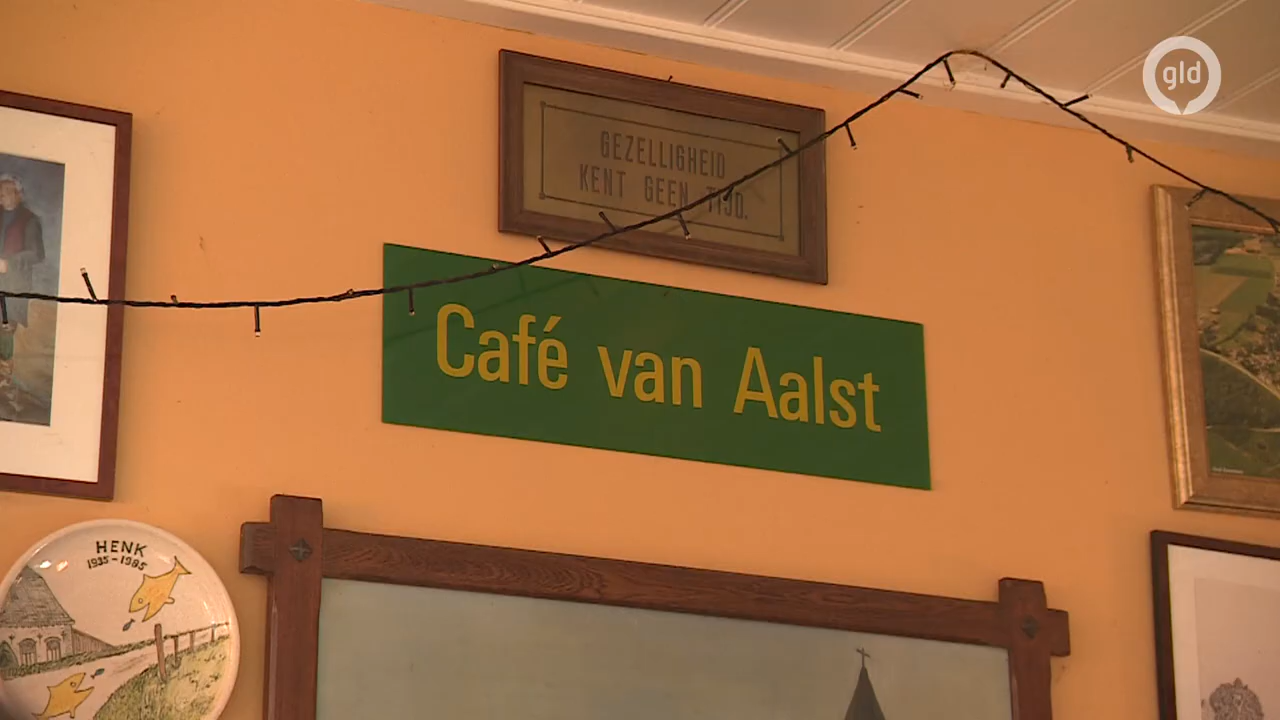 gld
GEZELLIGHEID
KENT GEEN TIJD.
Café van Aalst
HENK
1935-1985